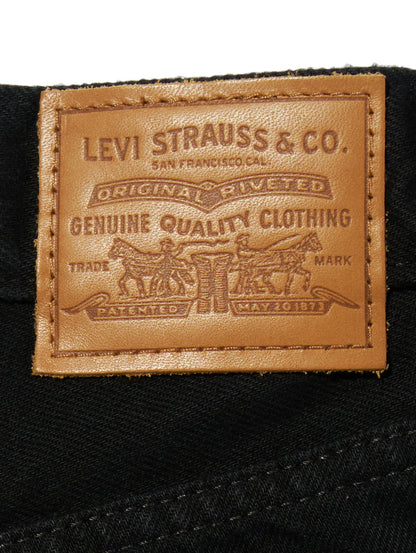 LEVI STRAUSS & CO.
SAN FRANCISCO CAL.
ORIGINAL RIVETED
GENUINE QUALITY CLOTHING
TRADE MARK
PATENTED MAY 20 1873